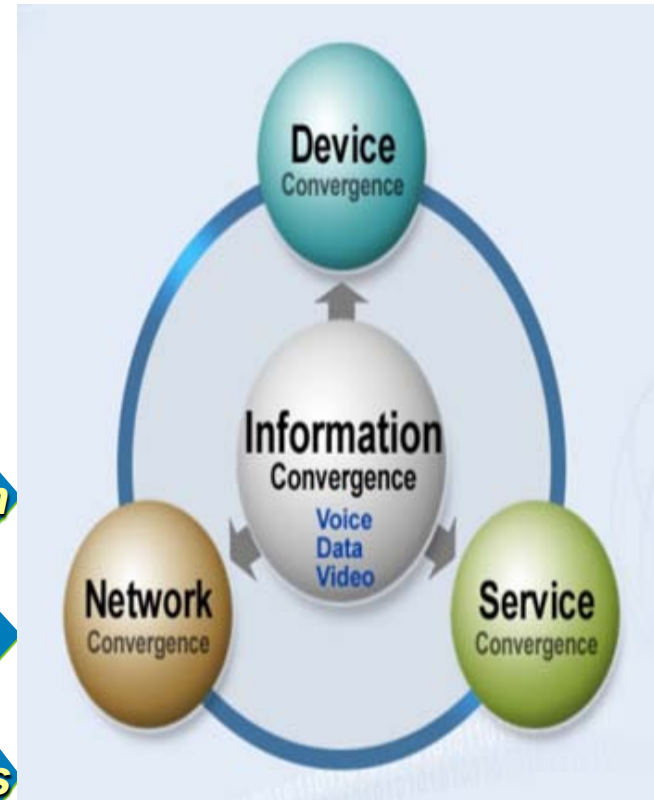 Device
Convergence
Information
Convergence
Voice
Data
Video
Network
Convergence
Service
Convergence